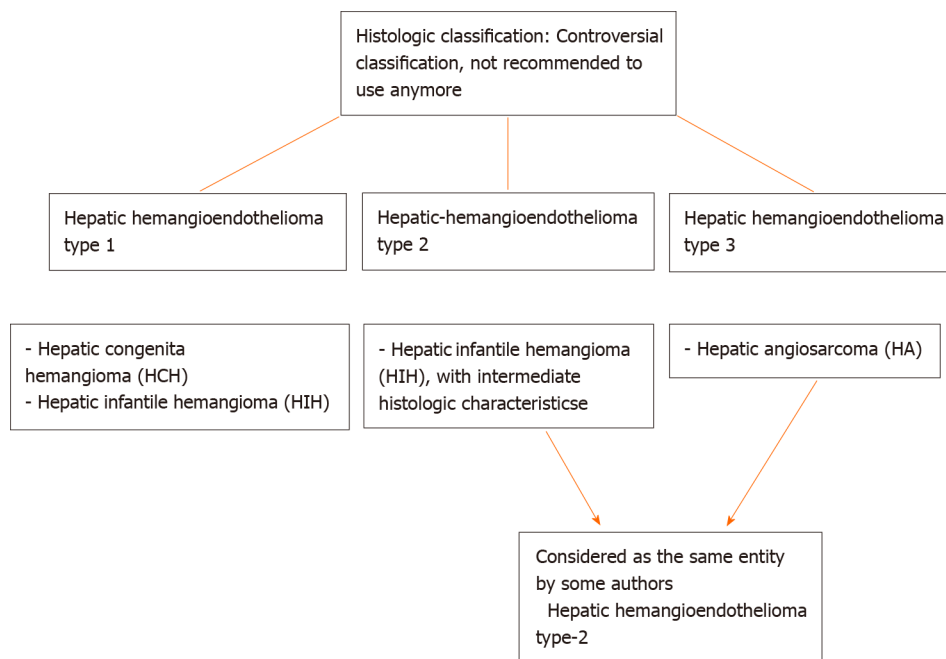 Histologic classification: Controversial
classification, not recommended to
use anymore
Hepatic hemangioendothelioma
type 1
Hepatic-hemangioendothelioma
type 2
Hepatic hemangioendothelioma
type 3
- Hepatic congenita
hemangioma (HCH)
- Hepatic infantile hemangioma (HIH)
- Hepatic infantile hemangioma
(HIH), with intermediate
histologic characteristicse
- Hepatic angiosarcoma (HA)
Considered as the same entity
by some authors
Hepatic hemangioendothelioma
type-2